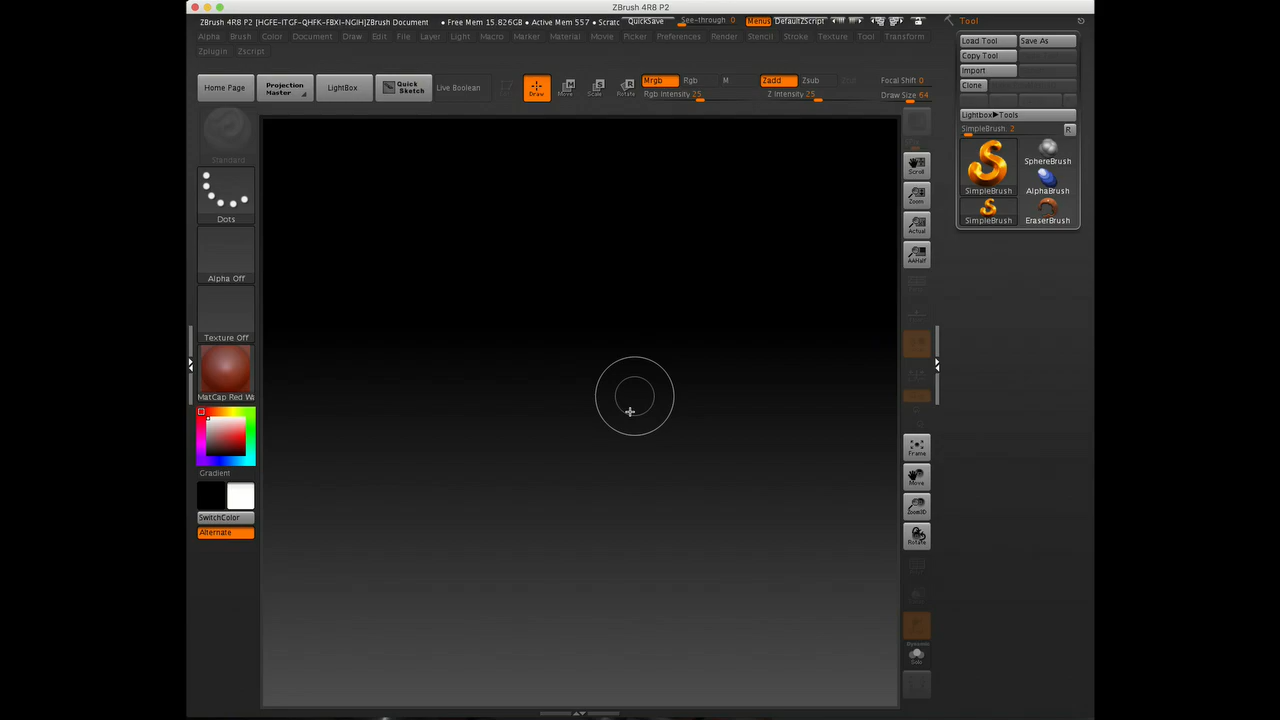 ZBrush 4R8 P2
ZBrush 4R8 P2 [HGFE-ITGF-QHFK-FBXI-NGIH]ZBrush Document • Free Mem 15.826GB • Active Mem 557 • Scratc QuickSave See-through 0 Menus DefaultZScript
Alpha Brush Color Document Draw Edit File Layer Light Macro Marker Material Movie Picker Preferences Render Stencil Stroke Texture Tool Transform
Zplugin Zscript
Home Page
Projection Master
LightBox
Quick Sketch
Live Boolean
Draw
Move
Scale
Rotate
Mrgb Rgb M
Rgb Intensity 25
Zadd Zsub
Z Intensity 25
Focal Shift 0
Draw Size 64
Standard
Dots
Alpha Off
Texture Off
MatCap Red Wa
Gradient
SwitchColor
Alternate
Scroll
Zoom
Actual
AAHalf
Frame
Move
Zoom3D
Rotate
Dynamic
Solo
Tool
Load Tool Save As
Copy Tool
Import
Clone
Lightbox▶Tools
SimpleBrush. 2 R
SimpleBrush
SphereBrush
AlphaBrush
SimpleBrush
EraserBrush